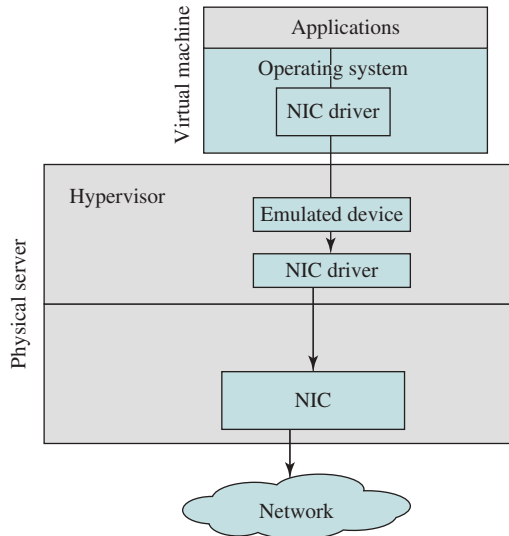 Virtual machine
Applications
Operating system
NIC driver
Physical server
Hypervisor
Emulated device
NIC driver
NIC
Network